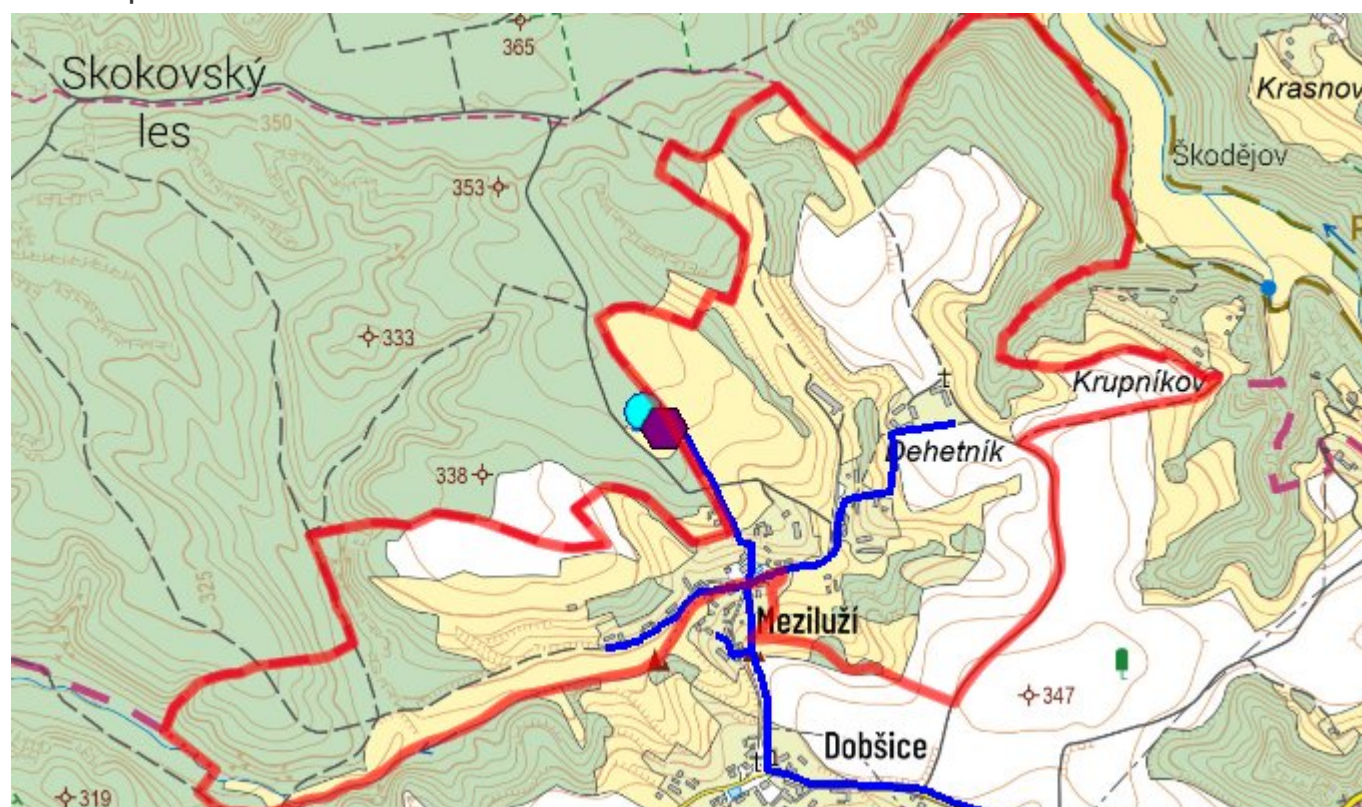 365
330
Skokovský
les
Krasnov
350
Škodějov
353
333
Krupníkov
Dehetník
338
325
Meziluží
347
Dobšice
319